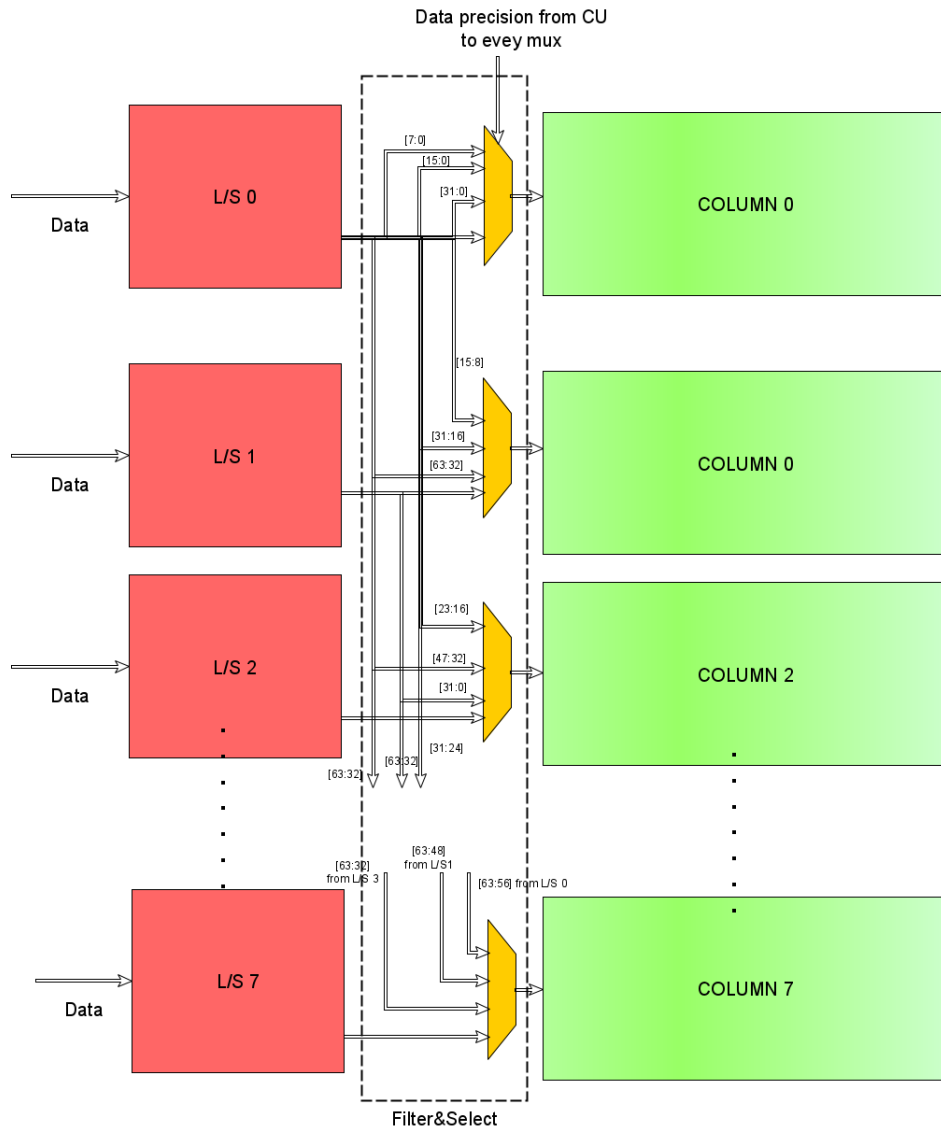 Data precision from CU
to evey mux
[7:0]
[15:0]
L/S 0
[31:0]
COLUMN 0
Data
[15:8]
[31:16]
L/S 1
[63:32]
COLUMN 0
Data
[23:16]
[47:32]
L/S 2
[31:0]
COLUMN 2
Data
[31:24]
[63:32]
[63:32]
[63:32]
from L/S 3
[63:48]
from L/S1
[63:56] from L/S 0
L/S 7
COLUMN 7
Data
Filter&Select